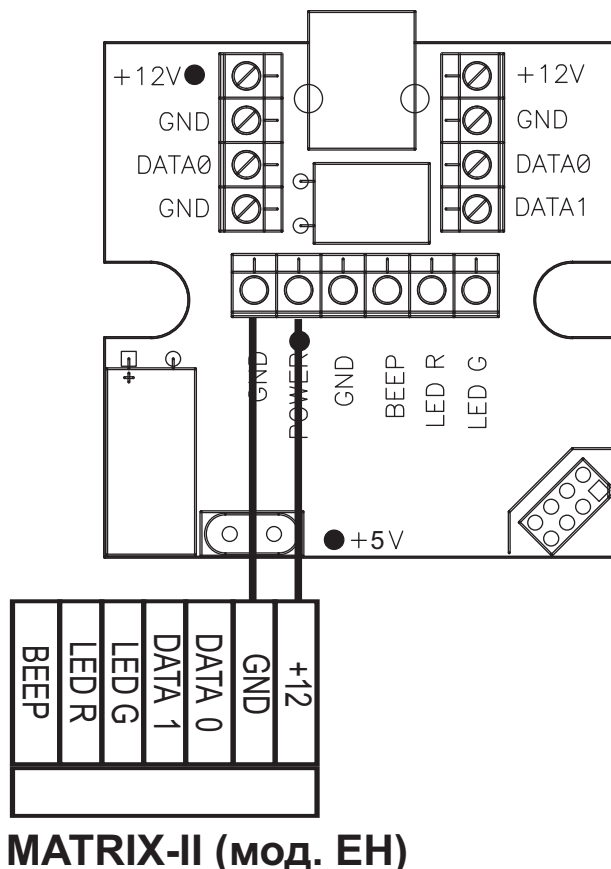 +12V +12V
GND GND
DATA0 DATA0
GND DATA1
GND POWER GND BEEP LED R LED G
+
+5V
BEEP LED R LED G DATA 1 DATA 0 GND +12
MATRIX-II (мод. EH)